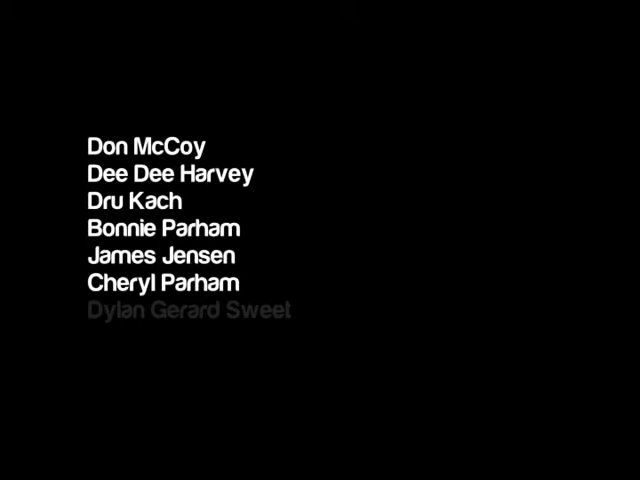 Don McCoy
Dee Dee Harvey
Dru Kach
Bonnie Parham
James Jensen
Cheryl Parham
Dylan Gerard Sweet